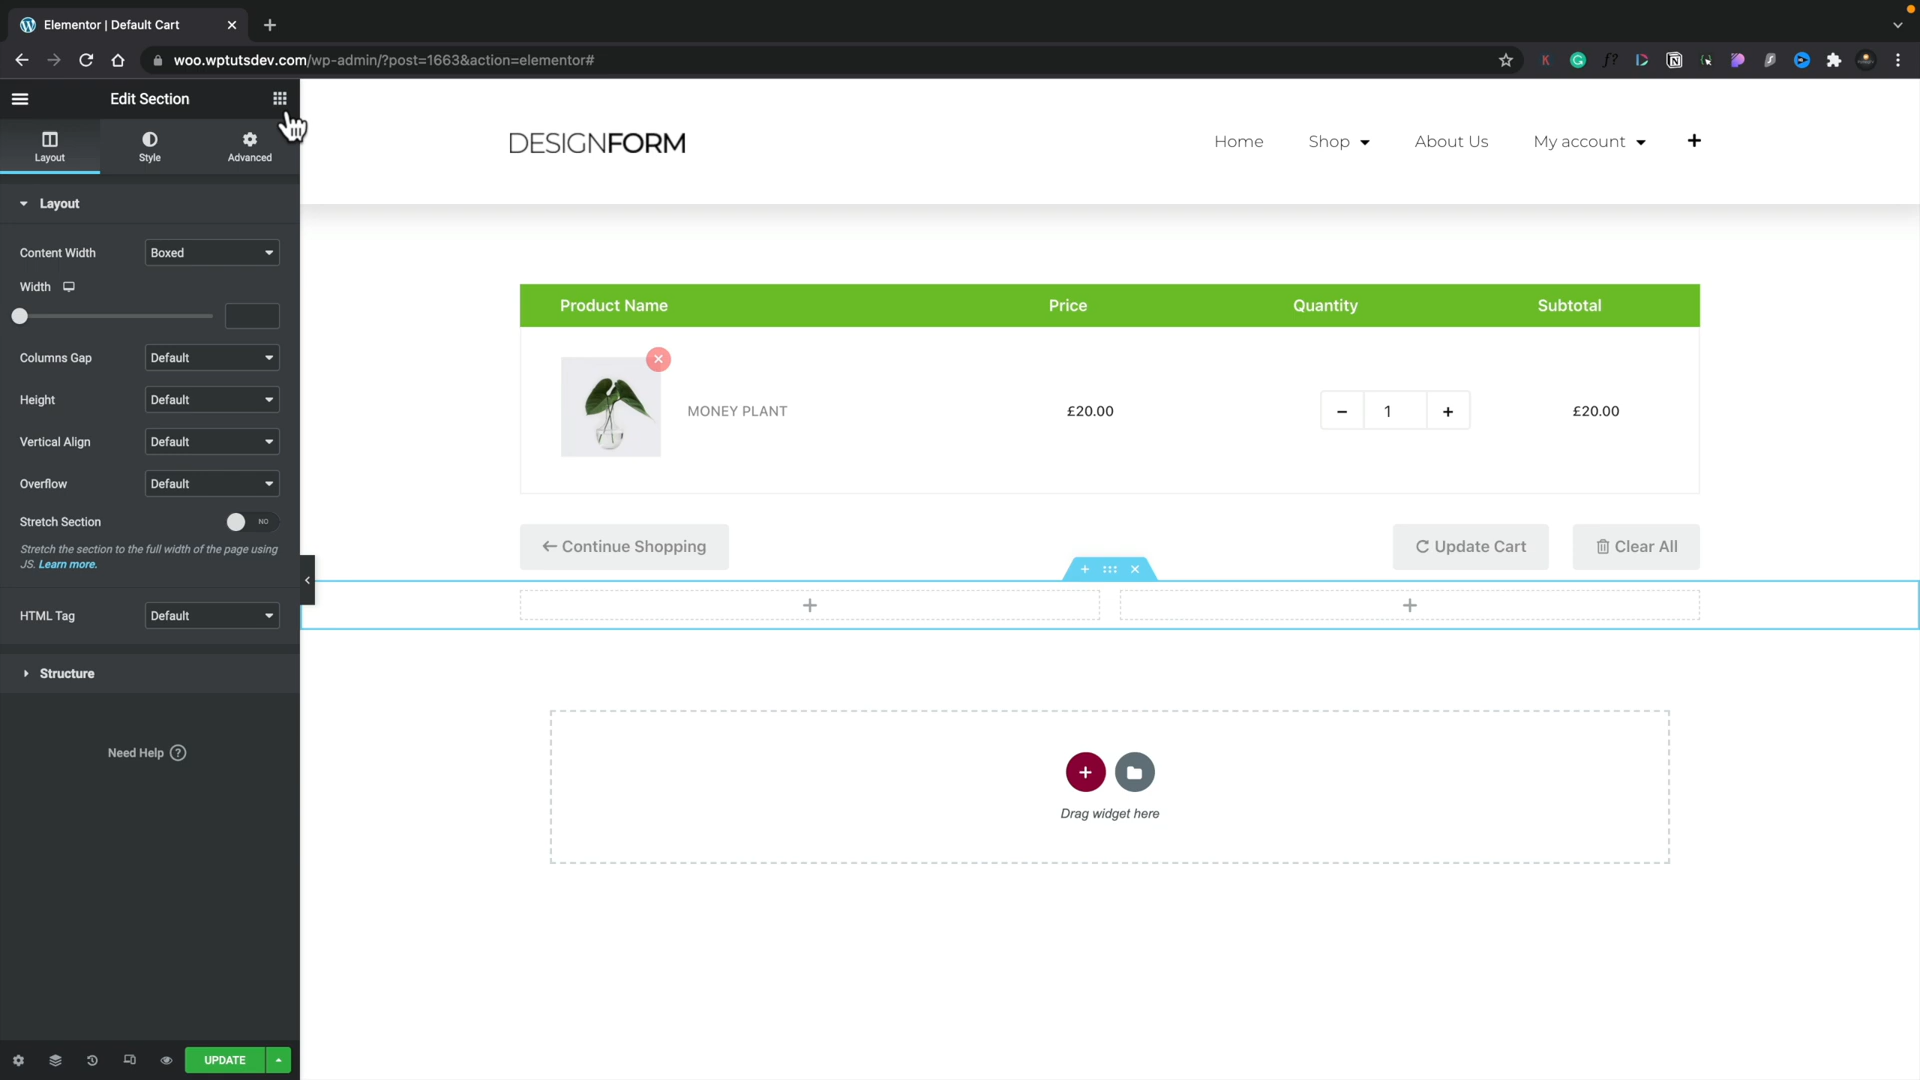 Elementor | Default Cart
woo.wptutsdev.com/wp-admin/?post=1663&action=elementor#
Edit Section
Layout
Style
Advanced
Layout
Content Width
Boxed
Width
Columns Gap
Default
Height
Default
Vertical Align
Default
Overflow
Default
Stretch Section
NO
Stretch the section to the full width of the page using
JS. Learn more.
HTML Tag
Default
Structure
Need Help ?
UPDATE
DESIGNFORM
Home
Shop
About Us
My account
Product Name
Price
Quantity
Subtotal
MONEY PLANT
£20.00
1
£20.00
Continue Shopping
Update Cart
Clear All
Drag widget here